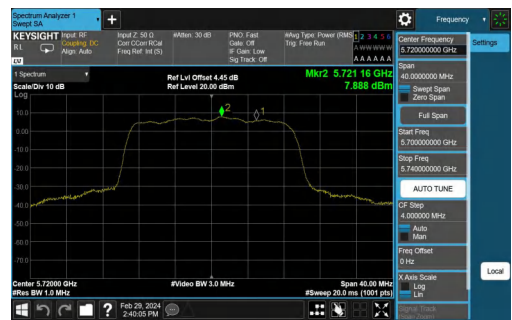 Spectrum Analyzer 1
Swept SA
Frequency
KEYSIGHT
RL
Input: RF
Coupling: DC
Align: Auto
Input Z: 50 Ω
Corr CCorr RCal
Freq Ref: Int (S)
#Atten: 30 dB
PNO: Fast
Gate: Off
IF Gain: Low
Sig Track: Off
#Avg Type: Power (RMS)
Trig: Free Run
1 2 3 4 5 6
A W W W W W
A A A A A A
LV
1 Spectrum
Scale/Div 10 dB
Log
Ref Lvl Offset 4.45 dB
Ref Level 20.00 dBm
Mkr2 5.721 16 GHz
7.888 dBm
10.0
0.00
-10.0
-20.0
-30.0
-40.0
-50.0
-60.0
-70.0
2
1
Center 5.72000 GHz
#Res BW 1.0 MHz
#Video BW 3.0 MHz
Span 40.00 MHz
#Sweep 20.0 ms (1001 pts)
Center Frequency
5.720000000 GHz
Settings
Span
40.0000000 MHz
Swept Span
Zero Span
Full Span
Start Freq
5.700000000 GHz
Stop Freq
5.740000000 GHz
AUTO TUNE
CF Step
4.000000 MHz
Auto
Man
Freq Offset
0 Hz
X Axis Scale
Log
Lin
Signal Track
Local
Feb 29, 2024
2:40:05 PM